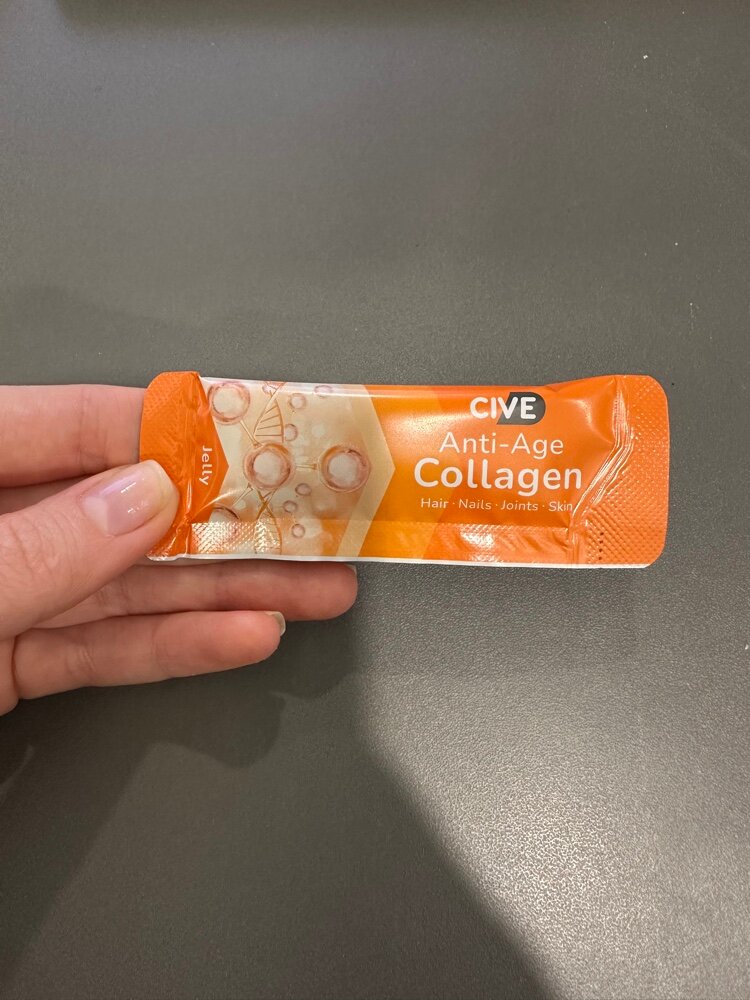 CIVE
Anti-Age
Collagen
Hair · Nails · Joints · Skin
Jelly